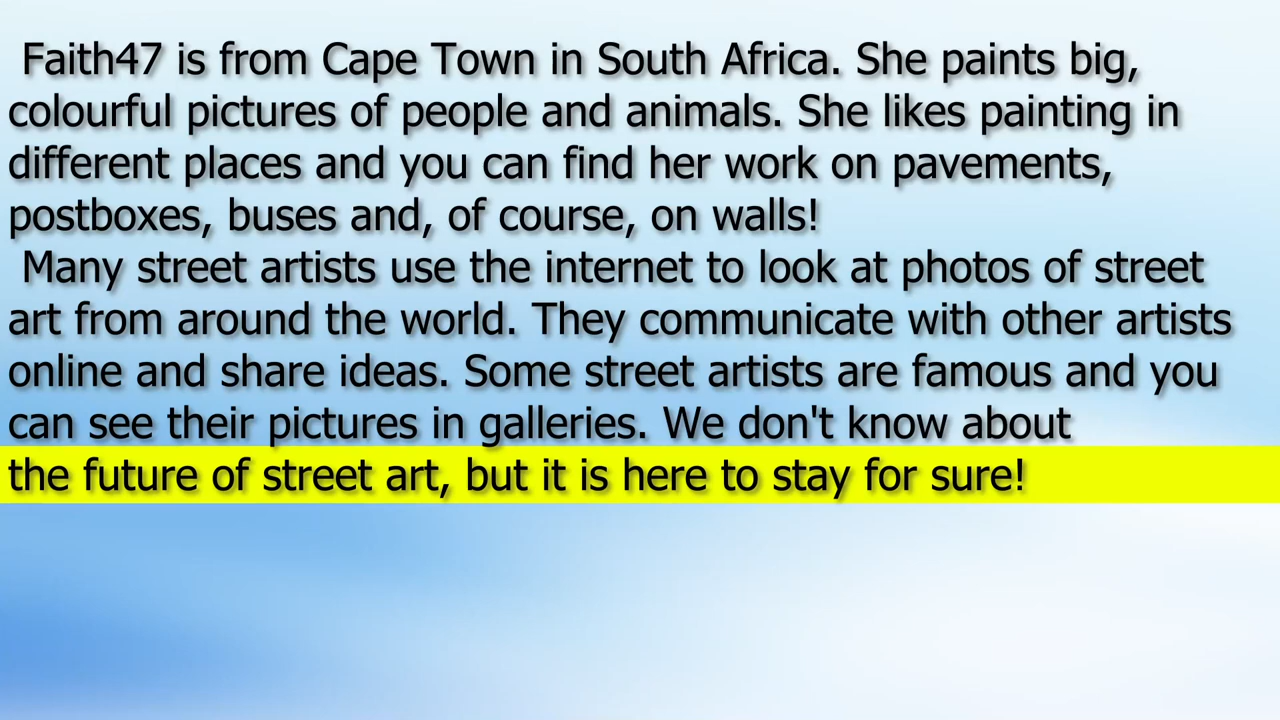 Faith47 is from Cape Town in South Africa. She paints big,
colourful pictures of people and animals. She likes painting in
different places and you can find her work on pavements,
postboxes, buses and, of course, on walls!
Many street artists use the internet to look at photos of street
art from around the world. They communicate with other artists
online and share ideas. Some street artists are famous and you
can see their pictures in galleries. We don't know about
the future of street art, but it is here to stay for sure!